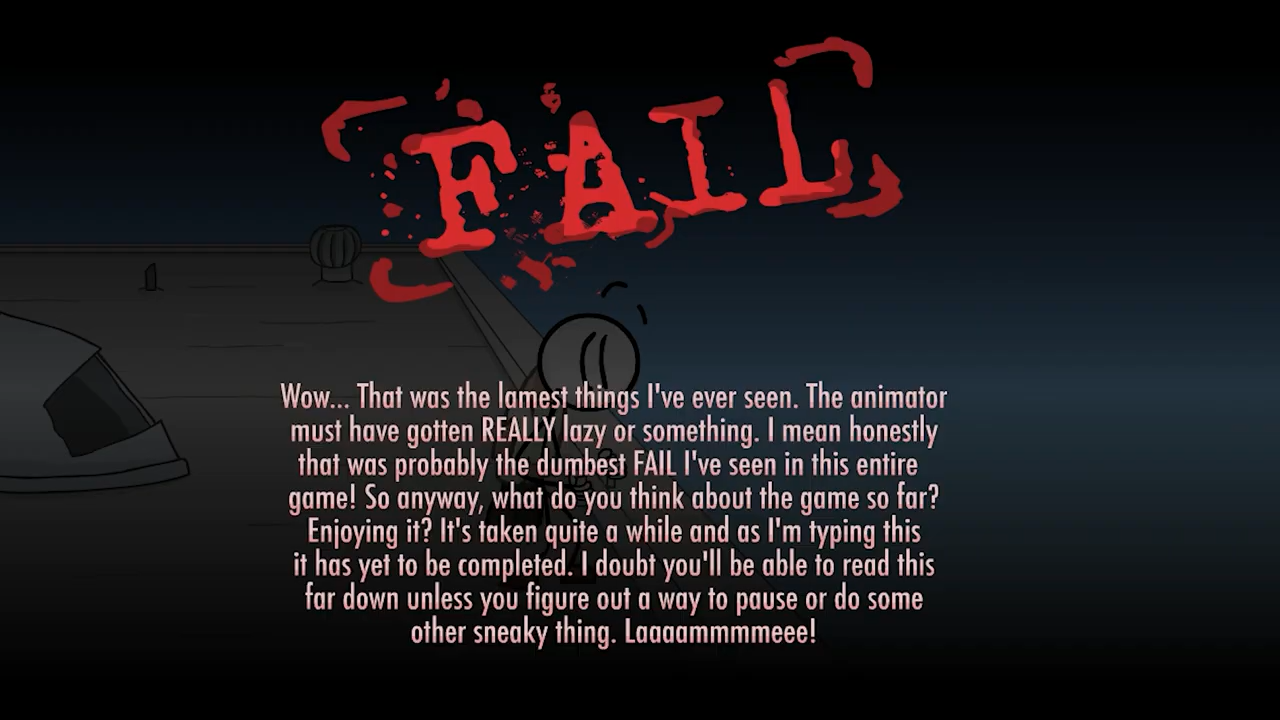 FAIL
Wow... That was the lamest things I've ever seen. The animator
must have gotten REALLY lazy or something. I mean honestly
that was probably the dumbest FAIL I've seen in this entire
game! So anyway, what do you think about the game so far?
Enjoying it? It's taken quite a while and as I'm typing this
it has yet to be completed. I doubt you'll be able to read this
far down unless you figure out a way to pause or do some
other sneaky thing. Laaaammmmeee!